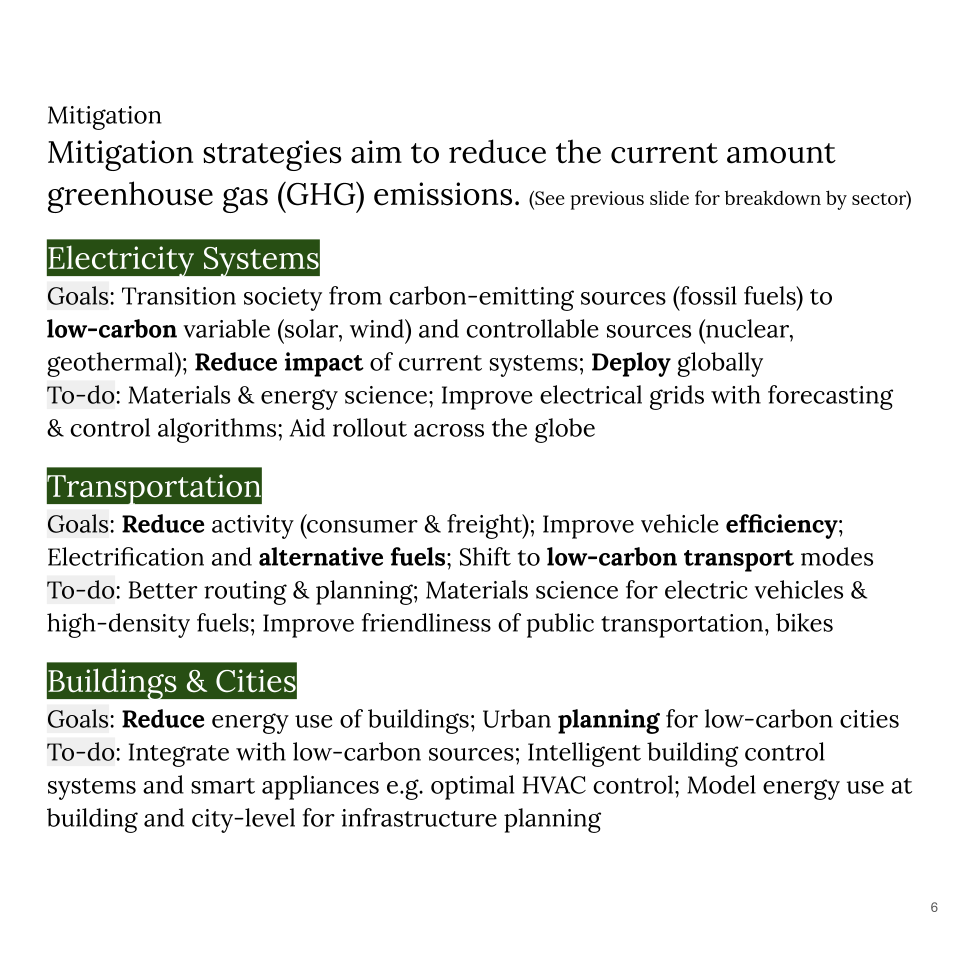 Mitigation
Mitigation strategies aim to reduce the current amount
greenhouse gas (GHG) emissions. (See previous slide for breakdown by sector)
Electricity Systems
Goals: Transition society from carbon-emitting sources (fossil fuels) to
low-carbon variable (solar, wind) and controllable sources (nuclear,
geothermal); Reduce impact of current systems; Deploy globally
To-do: Materials & energy science; Improve electrical grids with forecasting
& control algorithms; Aid rollout across the globe
Transportation
Goals: Reduce activity (consumer & freight); Improve vehicle efficiency;
Electrification and alternative fuels; Shift to low-carbon transport modes
To-do: Better routing & planning; Materials science for electric vehicles &
high-density fuels; Improve friendliness of public transportation, bikes
Buildings & Cities
Goals: Reduce energy use of buildings; Urban planning for low-carbon cities
To-do: Integrate with low-carbon sources; Intelligent building control
systems and smart appliances e.g. optimal HVAC control; Model energy use at
building and city-level for infrastructure planning
6